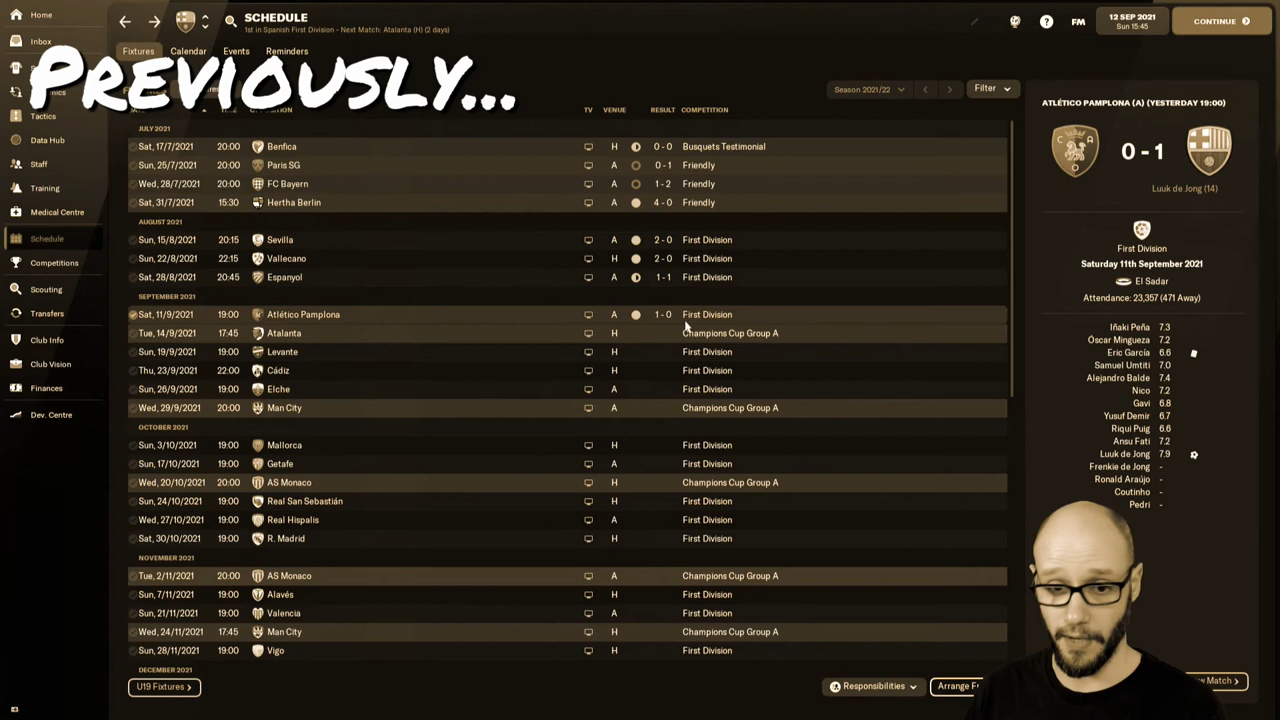 Home
SCHEDULE
1st in Spanish First Division - Next Match: Atalanta (H) (2 days)
FM
12 SEP 2021
Sun 15:45
CONTINUE
Inbox
Fixtures
Calendar
Events
Reminders
PREVIOUSLY...
Season 2021/22
Filter
TV VENUE RESULT COMPETITION
Tactics
Data Hub
Staff
Training
Medical Centre
Schedule
Competitions
Scouting
Transfers
Club Info
Club Vision
Finances
Dev. Centre
JULY 2021
Sat, 17/7/2021 20:00 Benfica H 0 - 0 Busquets Testimonial
Sun, 25/7/2021 20:00 Paris SG A 0 - 1 Friendly
Wed, 28/7/2021 20:00 FC Bayern A 1 - 2 Friendly
Sat, 31/7/2021 15:30 Hertha Berlin A 4 - 0 Friendly
AUGUST 2021
Sun, 15/8/2021 20:15 Sevilla A 2 - 0 First Division
Sun, 22/8/2021 22:15 Vallecano H 2 - 0 First Division
Sat, 28/8/2021 20:45 Espanyol A 1 - 1 First Division
SEPTEMBER 2021
Sat, 11/9/2021 19:00 Atlético Pamplona A 1 - 0 First Division
Tue, 14/9/2021 17:45 Atalanta H Champions Cup Group A
Sun, 19/9/2021 19:00 Levante H First Division
Thu, 23/9/2021 22:00 Cádiz H First Division
Sun, 26/9/2021 19:00 Elche A First Division
Wed, 29/9/2021 20:00 Man City A Champions Cup Group A
OCTOBER 2021
Sun, 3/10/2021 19:00 Mallorca H First Division
Sun, 17/10/2021 19:00 Getafe A First Division
Wed, 20/10/2021 20:00 AS Monaco H Champions Cup Group A
Sun, 24/10/2021 19:00 Real San Sebastián H First Division
Wed, 27/10/2021 19:00 Real Hispalis A First Division
Sat, 30/10/2021 19:00 R. Madrid H First Division
NOVEMBER 2021
Tue, 2/11/2021 20:00 AS Monaco A Champions Cup Group A
Sun, 7/11/2021 19:00 Alavés H First Division
Sun, 21/11/2021 19:00 Valencia A First Division
Wed, 24/11/2021 17:45 Man City H Champions Cup Group A
Sun, 28/11/2021 19:00 Vigo H First Division
DECEMBER 2021
U19 Fixtures
Responsibilities
Arrange
ATLÉTICO PAMPLONA (A) (YESTERDAY 19:00)
0 - 1
Luuk de Jong (14)
First Division
Saturday 11th September 2021
El Sadar
Attendance: 23,357 (471 Away)
Iñaki Peña 7.3
Óscar Mingueza 7.2
Eric García 6.6
Samuel Umtiti 7.0
Alejandro Balde 7.4
Nico 7.2
Gavi 6.8
Yusuf Demir 6.7
Riqui Puig 6.6
Ansu Fati 7.2
Luuk de Jong 7.9
Frenkie de Jong -
Ronald Araújo -
Coutinho -
Pedri -
Match